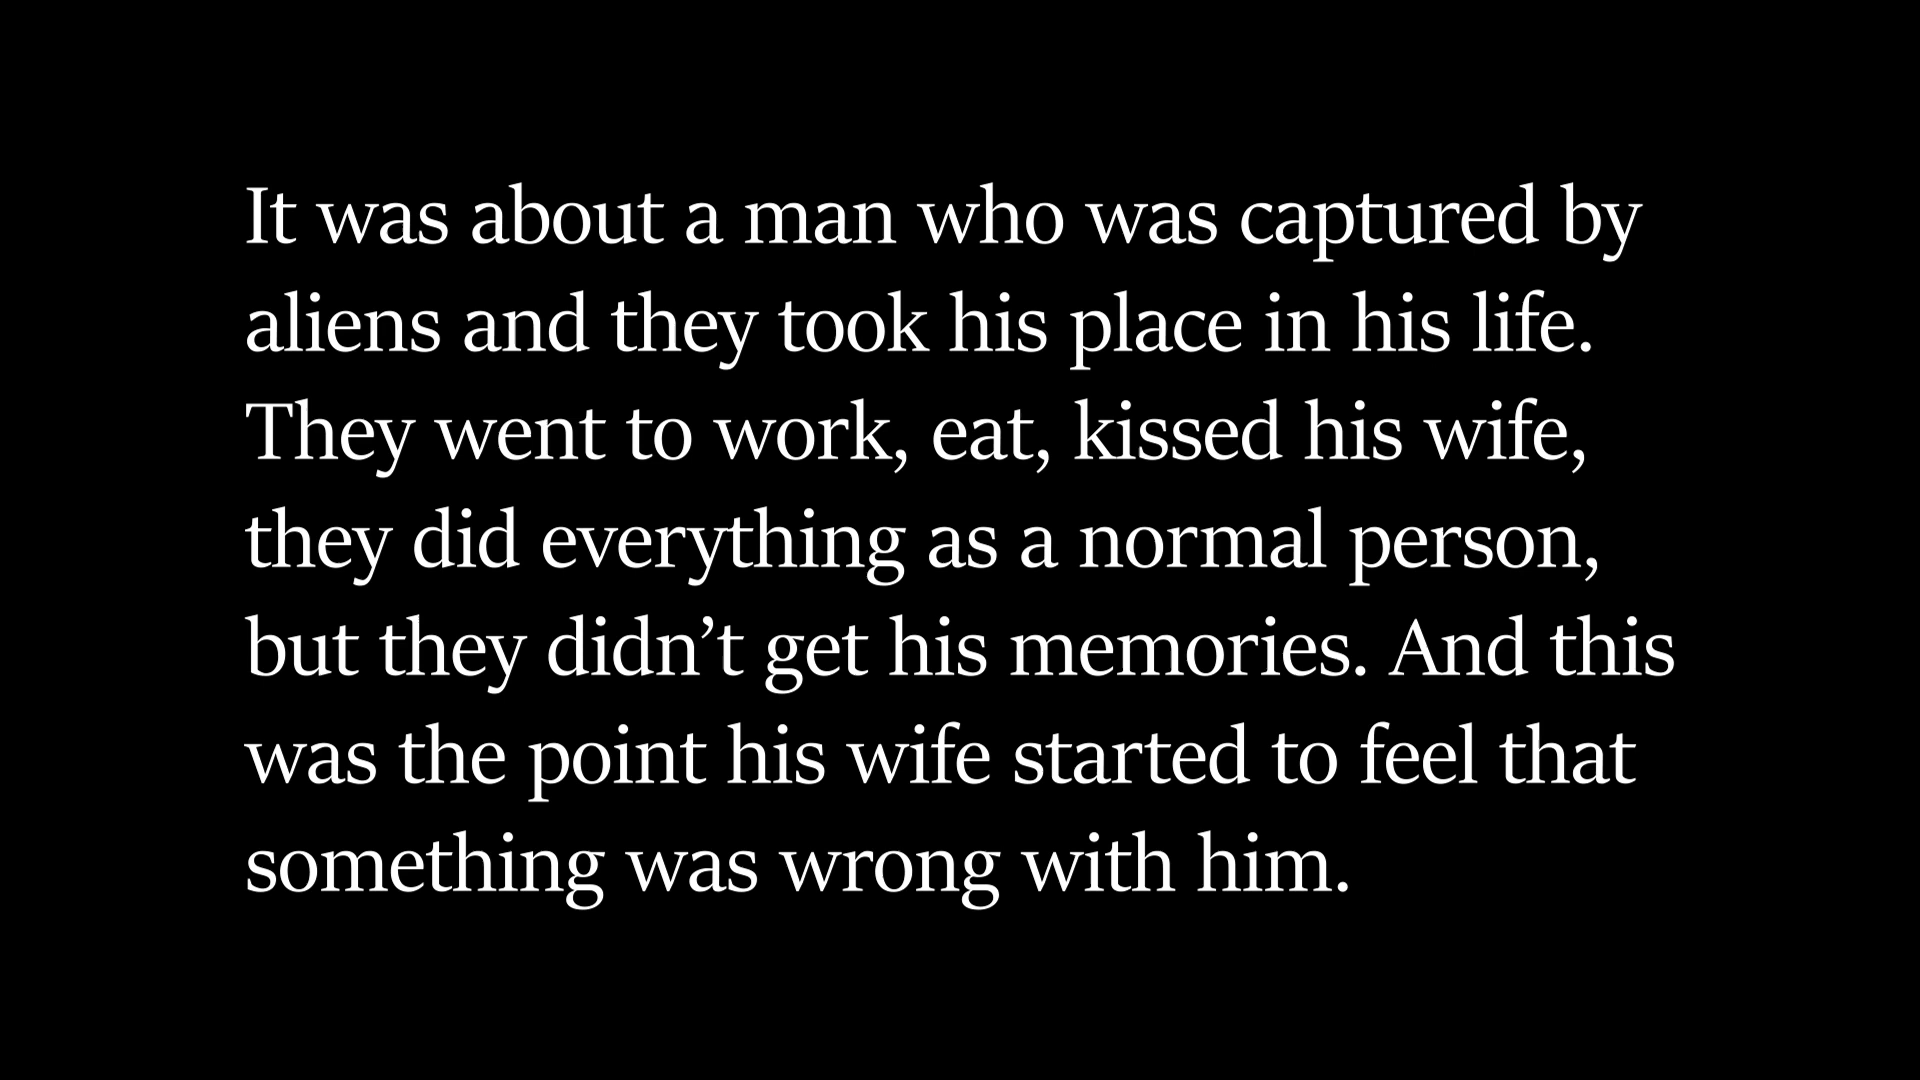 It was about a man who was captured by
aliens and they took his place in his life.
They went to work, eat, kissed his wife,
they did everything as a normal person,
but they didn’t get his memories. And this
was the point his wife started to feel that
something was wrong with him.